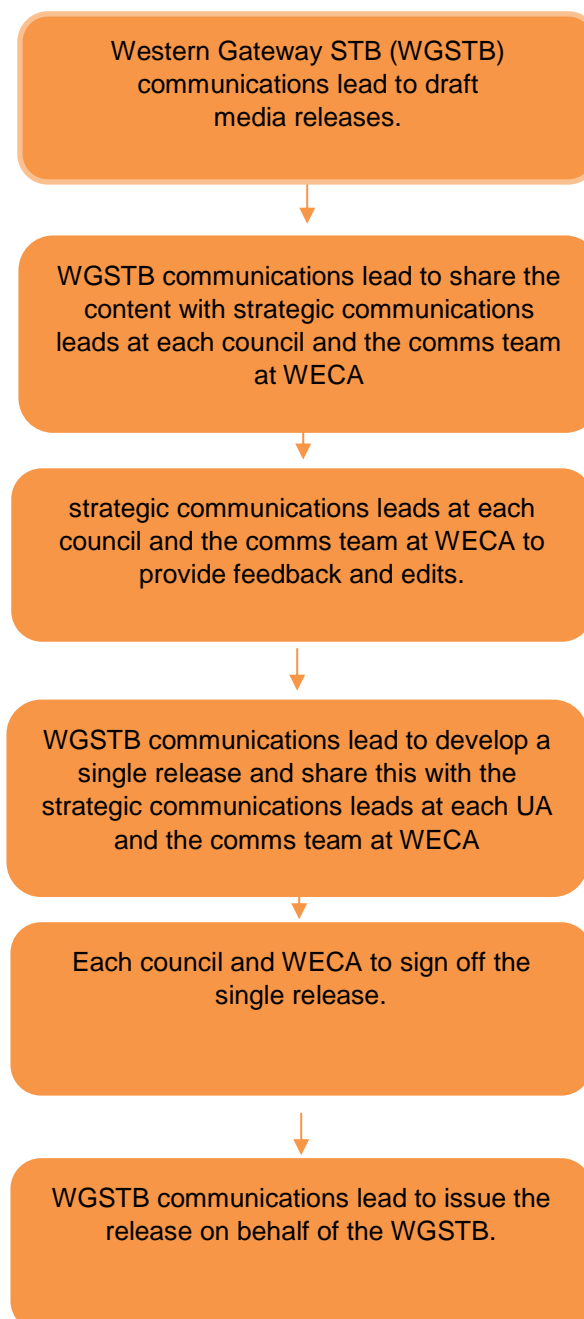 Western Gateway STB (WGSTB)
communications lead to draft
media releases.
WGSTB communications lead to share the
content with strategic communications
leads at each council and the comms team
at WECA
strategic communications leads at each
council and the comms team at WECA to
provide feedback and edits.
WGSTB communications lead to develop a
single release and share this with the
strategic communications leads at each UA
and the comms team at WECA
Each council and WECA to sign off the
single release.
WGSTB communications lead to issue the
release on behalf of the WGSTB.